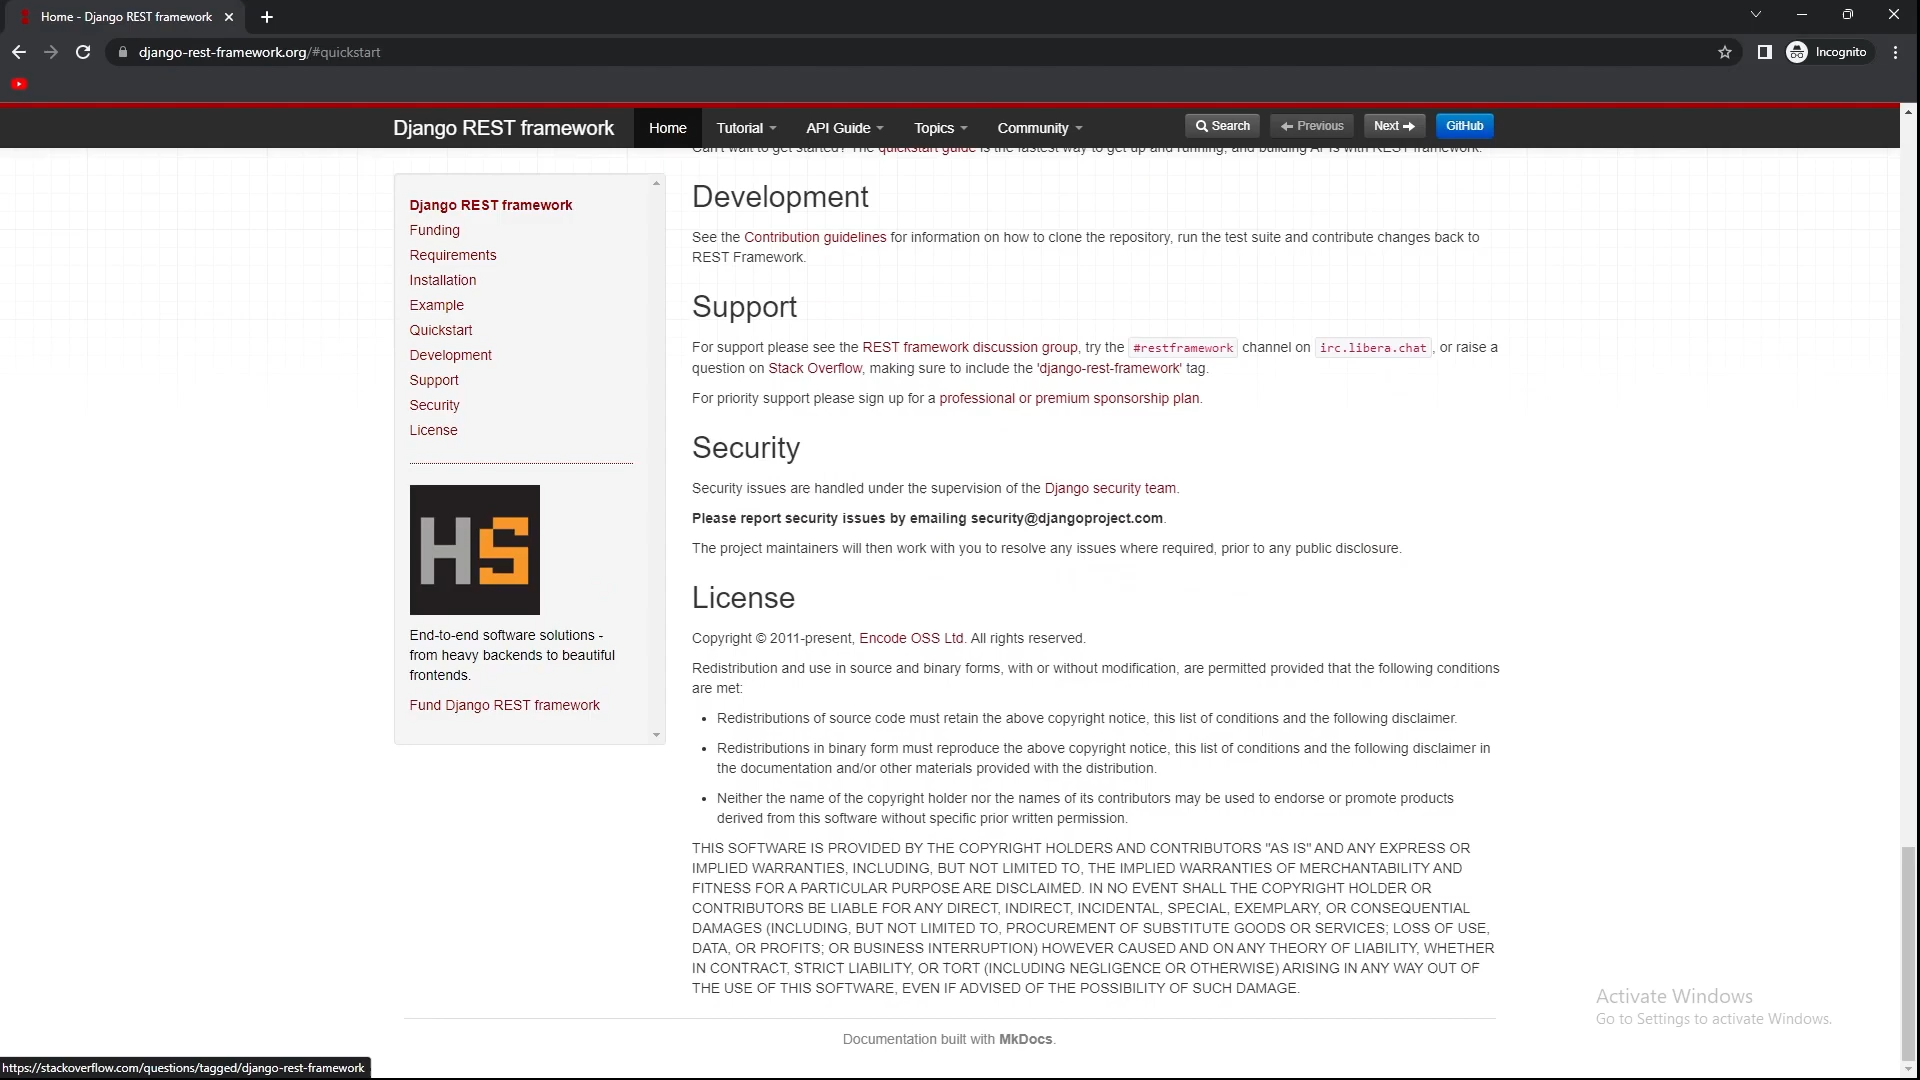 Home - Django REST framework
django-rest-framework.org/#quickstart
Incognito
Django REST framework
Home
Tutorial
API Guide
Topics
Community
Search
Previous
Next
GitHub
Can't wait to get started? The quickstart guide is the fastest way to get up and running, and building APIs with REST framework.
Django REST framework
Funding
Requirements
Installation
Example
Quickstart
Development
Support
Security
License
HS
End-to-end software solutions -
from heavy backends to beautiful
frontends.
Fund Django REST framework
Development
See the Contribution guidelines for information on how to clone the repository, run the test suite and contribute changes back to
REST Framework.
Support
For support please see the REST framework discussion group, try the #restframework channel on irc.libera.chat, or raise a
question on Stack Overflow, making sure to include the 'django-rest-framework' tag.
For priority support please sign up for a professional or premium sponsorship plan.
Security
Security issues are handled under the supervision of the Django security team.
Please report security issues by emailing security@djangoproject.com.
The project maintainers will then work with you to resolve any issues where required, prior to any public disclosure.
License
Copyright © 2011-present, Encode OSS Ltd. All rights reserved.
Redistribution and use in source and binary forms, with or without modification, are permitted provided that the following conditions
are met:
• Redistributions of source code must retain the above copyright notice, this list of conditions and the following disclaimer.
• Redistributions in binary form must reproduce the above copyright notice, this list of conditions and the following disclaimer in
the documentation and/or other materials provided with the distribution.
• Neither the name of the copyright holder nor the names of its contributors may be used to endorse or promote products
derived from this software without specific prior written permission.
THIS SOFTWARE IS PROVIDED BY THE COPYRIGHT HOLDERS AND CONTRIBUTORS "AS IS" AND ANY EXPRESS OR
IMPLIED WARRANTIES, INCLUDING, BUT NOT LIMITED TO, THE IMPLIED WARRANTIES OF MERCHANTABILITY AND
FITNESS FOR A PARTICULAR PURPOSE ARE DISCLAIMED. IN NO EVENT SHALL THE COPYRIGHT HOLDER OR
CONTRIBUTORS BE LIABLE FOR ANY DIRECT, INDIRECT, INCIDENTAL, SPECIAL, EXEMPLARY, OR CONSEQUENTIAL
DAMAGES (INCLUDING, BUT NOT LIMITED TO, PROCUREMENT OF SUBSTITUTE GOODS OR SERVICES; LOSS OF USE,
DATA, OR PROFITS; OR BUSINESS INTERRUPTION) HOWEVER CAUSED AND ON ANY THEORY OF LIABILITY, WHETHER
IN CONTRACT, STRICT LIABILITY, OR TORT (INCLUDING NEGLIGENCE OR OTHERWISE) ARISING IN ANY WAY OUT OF
THE USE OF THIS SOFTWARE, EVEN IF ADVISED OF THE POSSIBILITY OF SUCH DAMAGE.
Activate Windows
Go to Settings to activate Windows.
Documentation built with MkDocs.
https://stackoverflow.com/questions/tagged/django-rest-framework